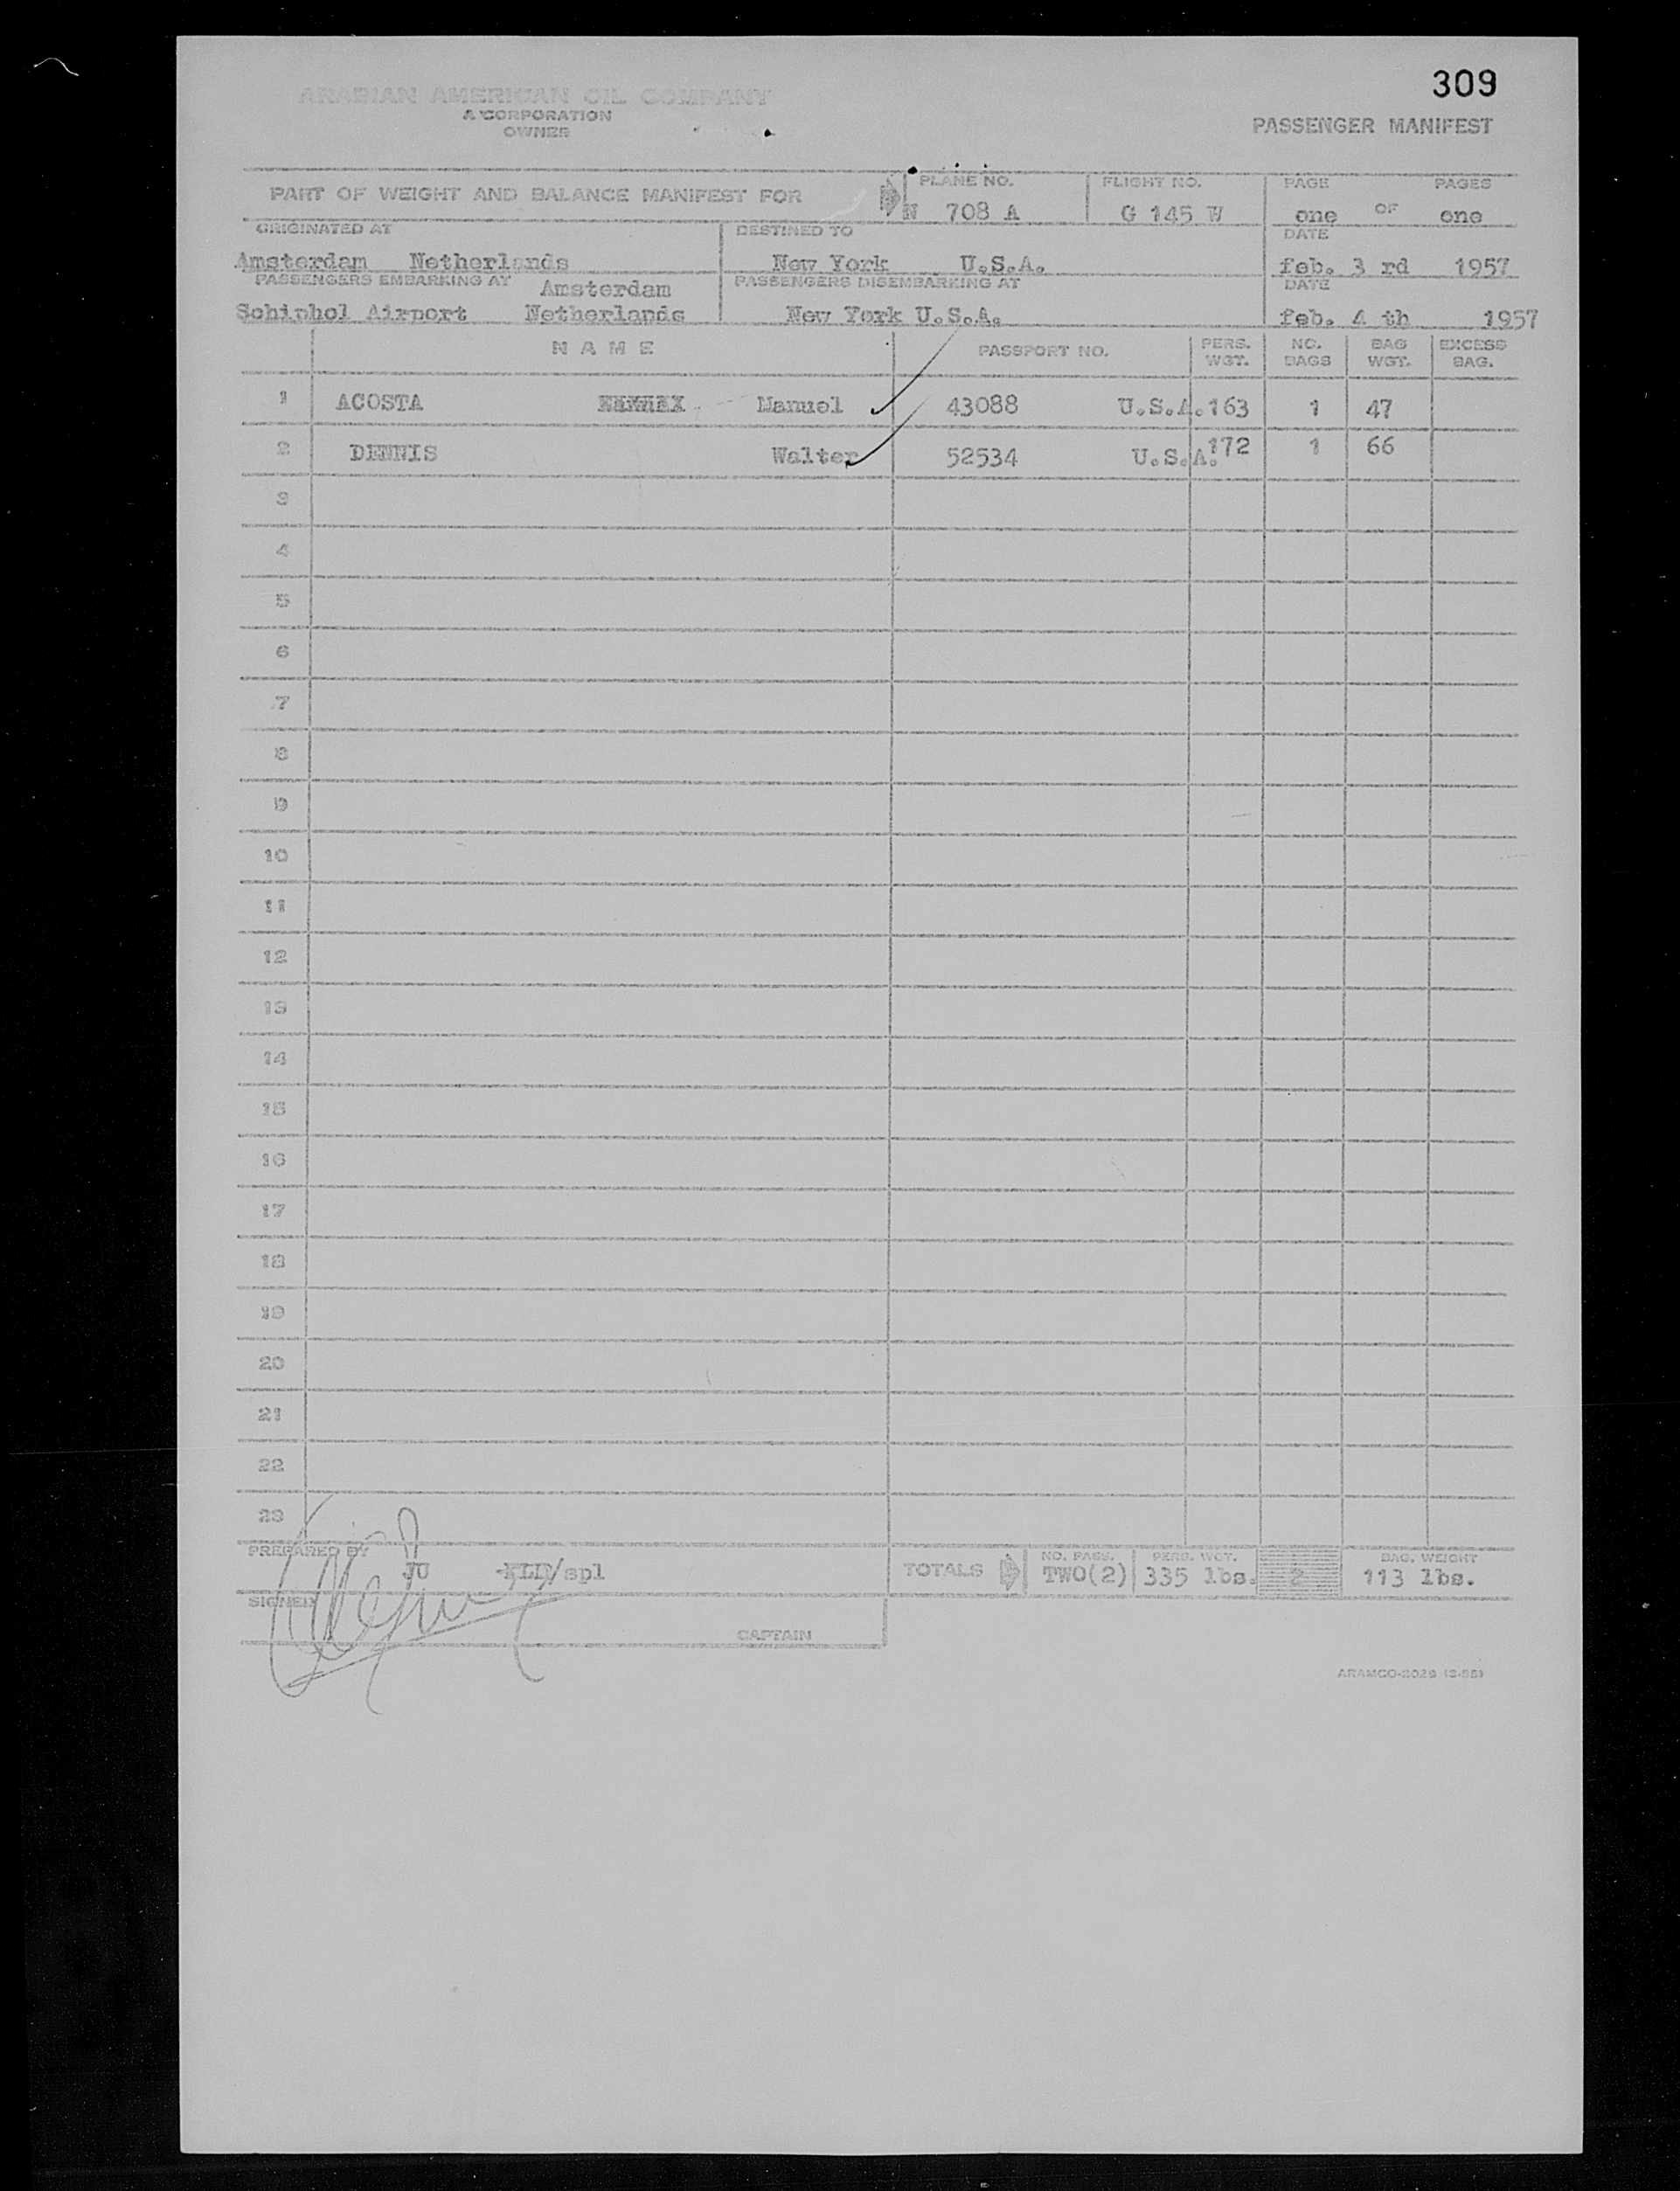 309
ARABIAN AMERICAN OIL COMPANY
A CORPORATION
OWNER
PASSENGER MANIFEST
PART OF WEIGHT AND BALANCE MANIFEST FOR
PLANE NO.
N 708 A
FLIGHT NO.
G 145 W
PAGE one OF one PAGES
ORIGINATED AT
Amsterdam Netherlands
DESTINED TO
New York U.S.A.
DATE
feb. 3 rd 1957
PASSENGERS EMBARKING AT Amsterdam
Schiphol Airport Netherlands
PASSENGERS DISEMBARKING AT
New York U.S.A.
DATE
feb. 4 th 1957
NAME PASSPORT NO. PERS. WGT. NO. BAGS BAG WGT. EXCESS BAG.
1 ACOSTA Manuel 43088 U.S.A. 163 1 47
2 DENNIS Walter 52534 U.S.A. 172 1 66
3
4
5
6
7
8
9
10
11
12
13
14
15
16
17
18
19
20
21
22
23
PREPARED BY
JU /spl
TOTALS
NO. PASS.
TWO(2)
PERS. WGT.
335 lbs.
2
BAG. WEIGHT
113 lbs.
SIGNED
CAPTAIN